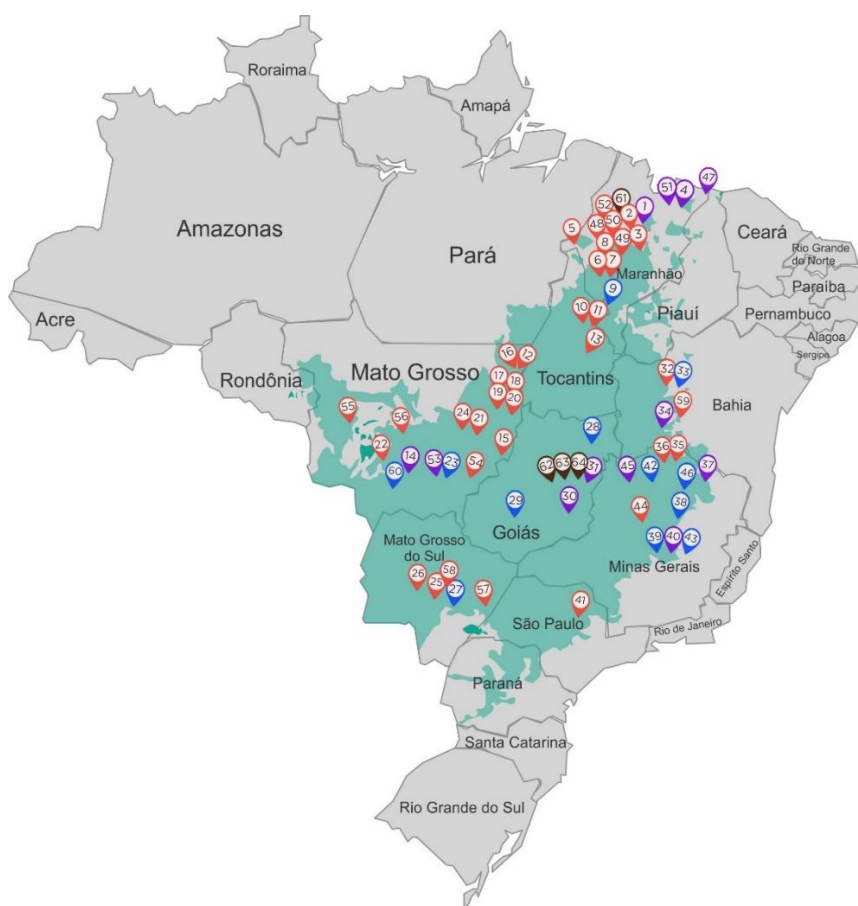 Roraima
Amapá
Amazonas
Pará
Acre
Rondônia
Mato Grosso
Tocantins
Maranhão
Piauí
Ceará
Rio Grande
do Norte
Paraíba
Pernambuco
Alagoa
Sergipe
Bahia
Goiás
Mato Grosso
do Sul
Minas Gerais
Espírito Santo
Rio de Janeiro
São Paulo
Paraná
Santa Catarina
Rio Grande do Sul
ALT
47
51
4
61
52
1
2
50
48
5
3
49
8
6
7
9
10
11
13
16
12
17
18
19
20
32
33
59
34
55
56
24
21
28
15
22
36
35
14
53
23
54
60
62
63
64
31
45
42
46
37
30
29
44
38
39
40
43
58
26
25
27
57
41